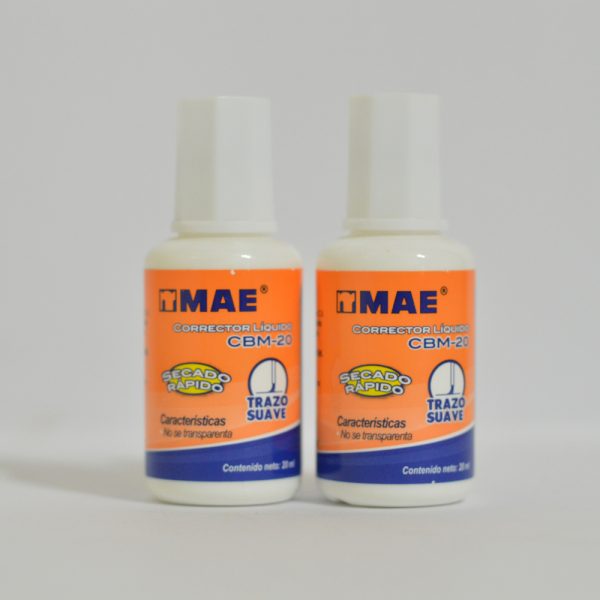 MAE®
CORRECTOR LÍQUIDO
CBM-20
SECADO
RÁPIDO
TRAZO
SUAVE
Características
No se transparenta
Contenido neto: 20 ml
MAE®
CORRECTOR LÍQUIDO
CBM-20
SECADO
RÁPIDO
TRAZO
SUAVE
Características
No se transparenta
Contenido neto: 20 ml